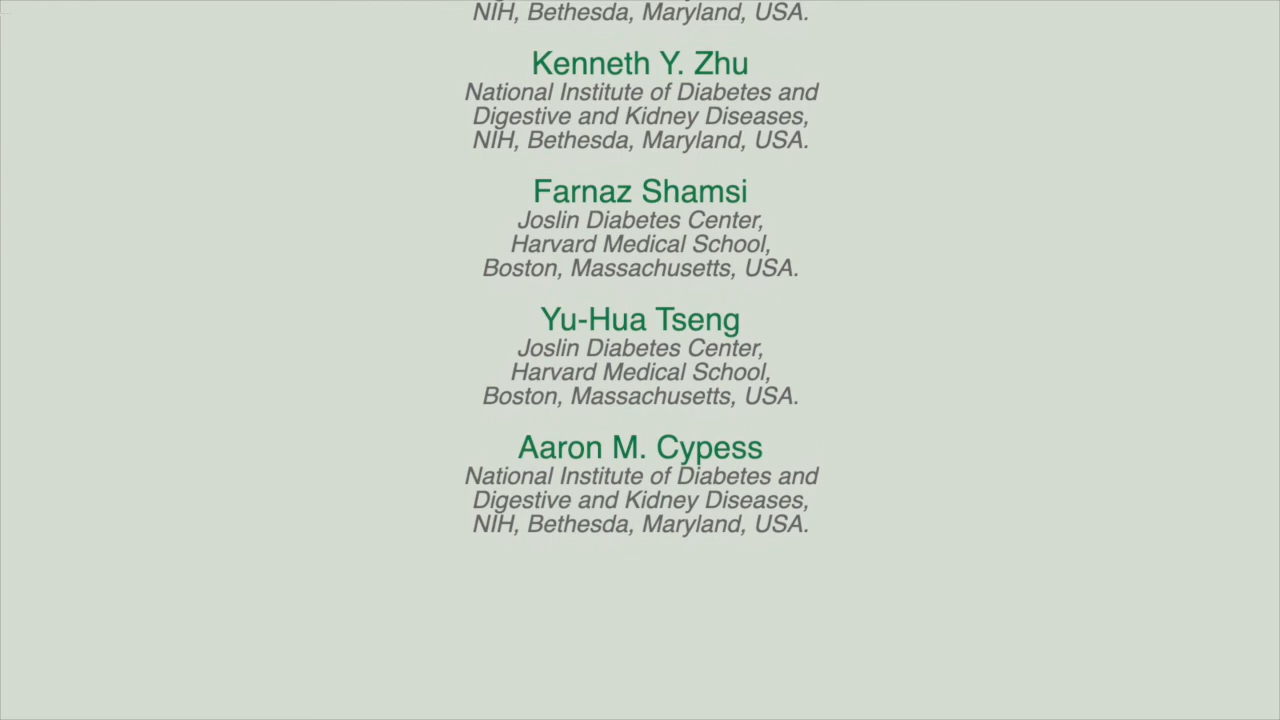 NIH, Bethesda, Maryland, USA.
Kenneth Y. Zhu
National Institute of Diabetes and
Digestive and Kidney Diseases,
NIH, Bethesda, Maryland, USA.
Farnaz Shamsi
Joslin Diabetes Center,
Harvard Medical School,
Boston, Massachusetts, USA.
Yu-Hua Tseng
Joslin Diabetes Center,
Harvard Medical School,
Boston, Massachusetts, USA.
Aaron M. Cypess
National Institute of Diabetes and
Digestive and Kidney Diseases,
NIH, Bethesda, Maryland, USA.